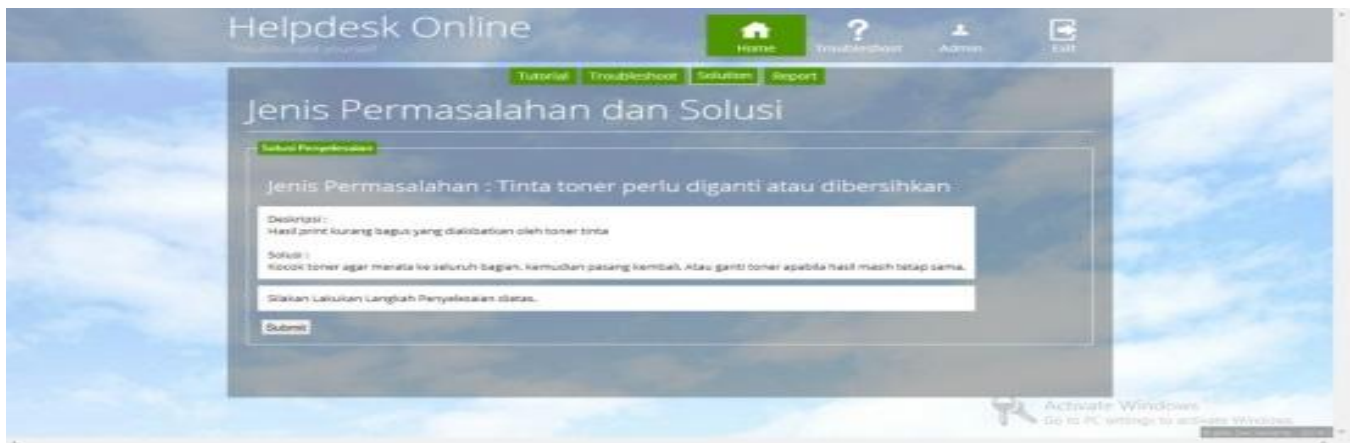 Helpdesk Online
Home
Troubleshoot
Admin
Exit
Tutorial Troubleshoot Solution Report
Jenis Permasalahan dan Solusi
Solusi Penyelesaian
Jenis Permasalahan : Tinta toner perlu diganti atau dibersihkan
Deskripsi :
Hasil print kurang bagus yang diakibatkan oleh toner tinta
Solusi :
Kocok toner agar merata ke seluruh bagian, kemudian pasang kembali. Atau ganti toner apabila hasil masih tetap sama.
Silakan Lakukan Langkah Penyelesaian diatas.
Submit
Activate Windows
Go to PC settings to activate Windows.